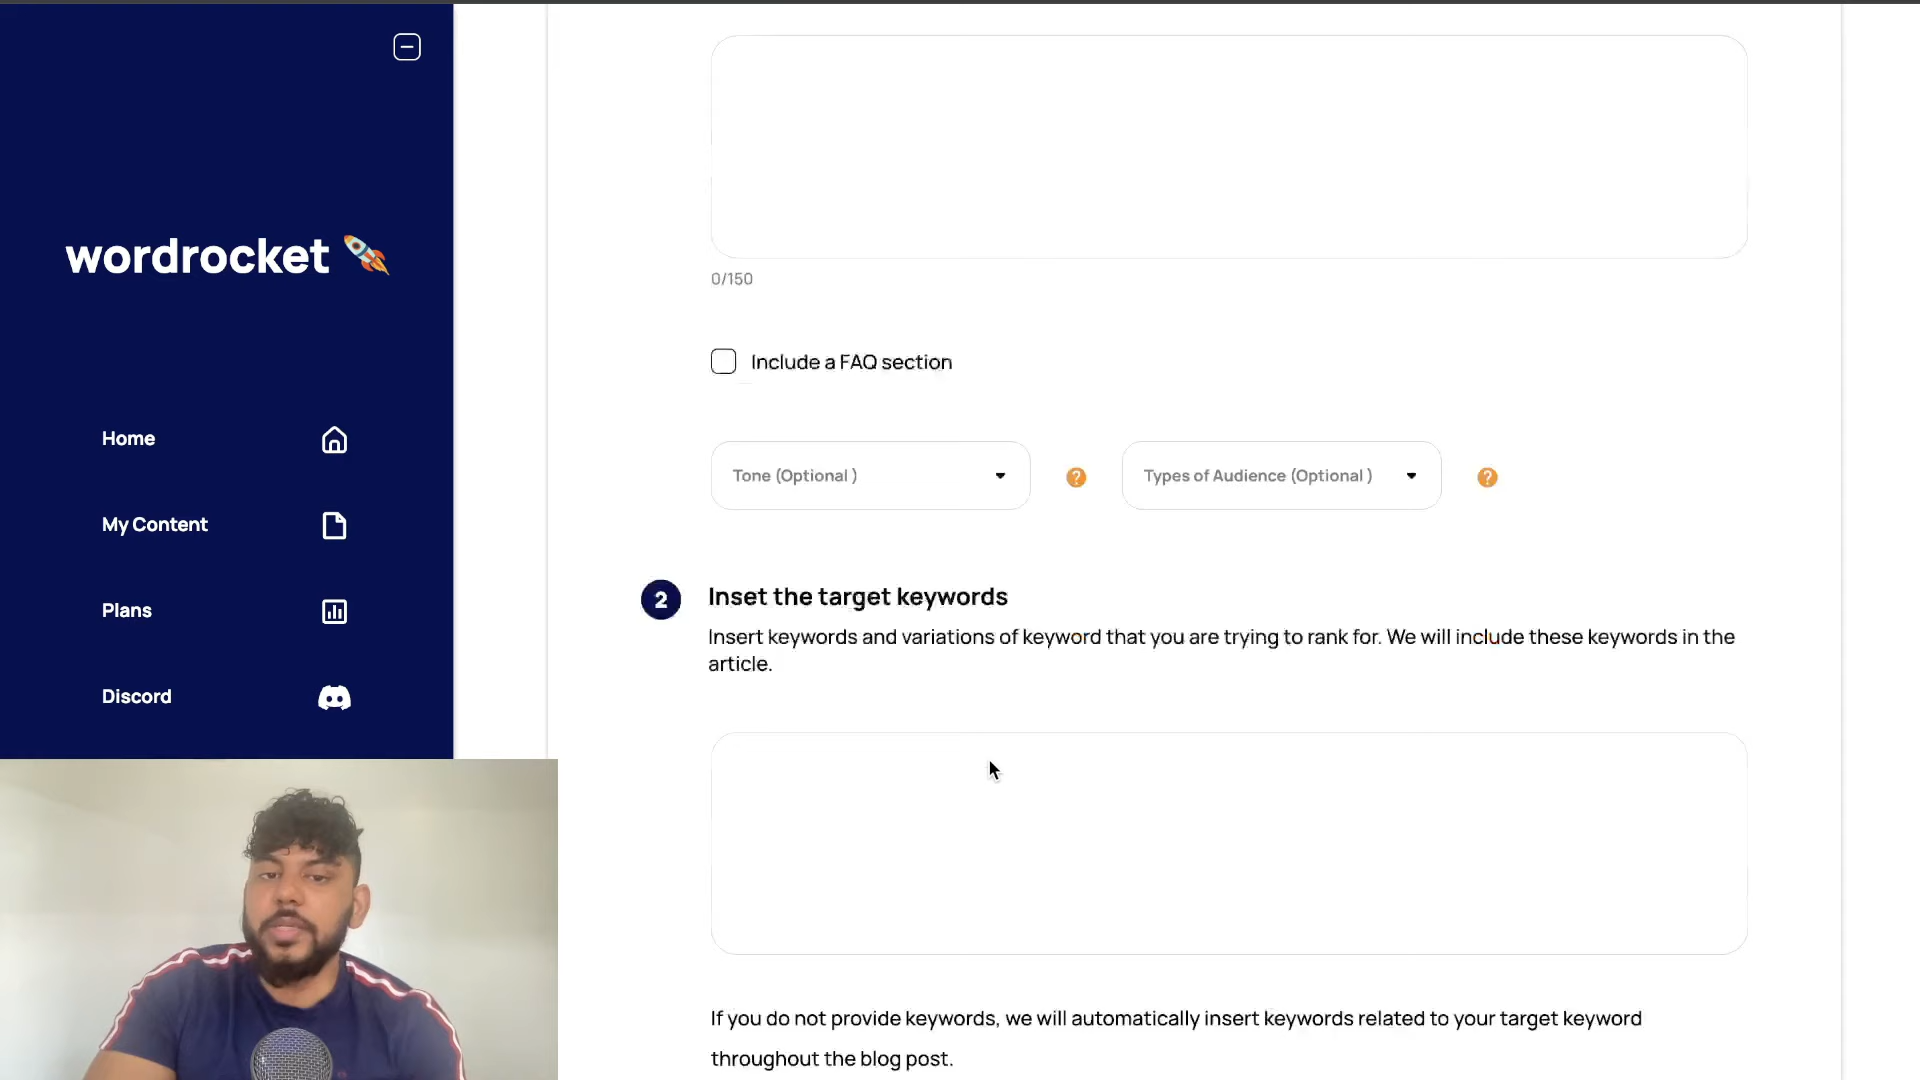 wordrocket
Home
My Content
Plans
Discord
0/150
Include a FAQ section
Tone (Optional )
?
Types of Audience (Optional )
?
2
Inset the target keywords
Insert keywords and variations of keyword that you are trying to rank for. We will include these keywords in the
article.
If you do not provide keywords, we will automatically insert keywords related to your target keyword
throughout the blog post.